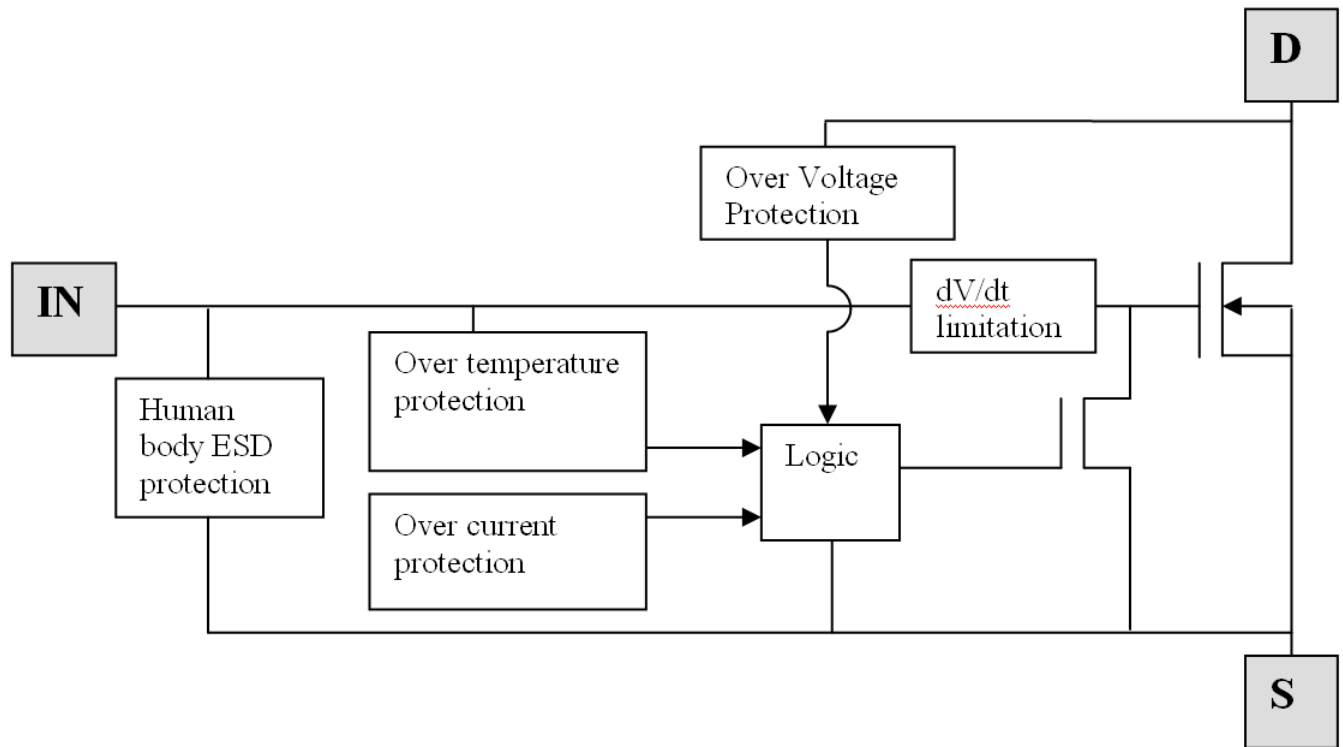 D
Over Voltage
Protection
IN
dV/dt
limitation
Over temperature
protection
Human
body ESD
protection
Logic
Over current
protection
S